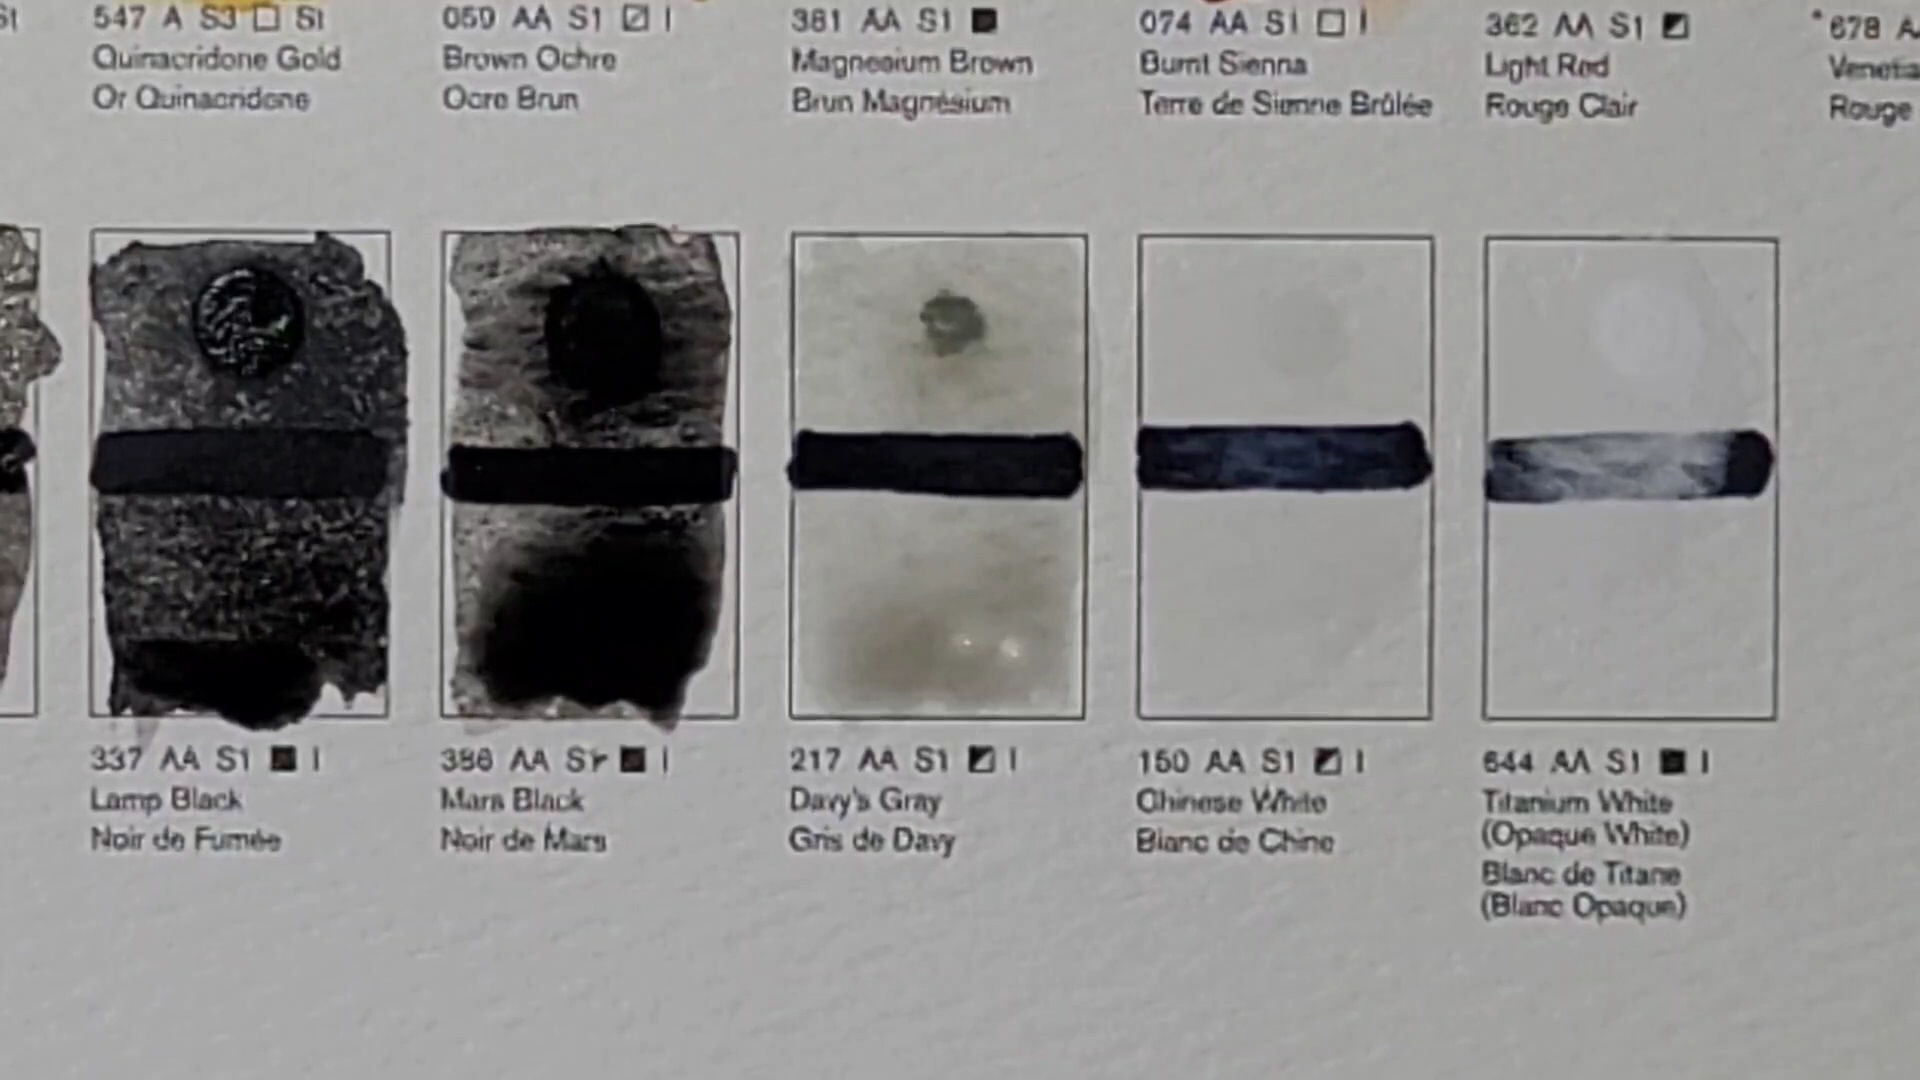 547 A S3 □ St
Quinacridone Gold
Or Quinacridone
059 AA S1 I
Brown Ochre
Ocre Brun
381 AA S1 ■
Magnesium Brown
Brun Magnésium
074 AA S1 □ I
Burnt Sienna
Terre de Sienne Brûlée
362 AA S1
Light Red
Rouge Clair
*678
Rouge
337 AA S1 ■ I
Lamp Black
Noir de Fumée
386 AA S1 ■ I
Mars Black
Noir de Mars
217 AA S1 I
Davy's Gray
Gris de Davy
150 AA S1 I
Chinese White
Blanc de Chine
644 AA S1 ■ I
Titanium White
(Opaque White)
Blanc de Titane
(Blanc Opaque)